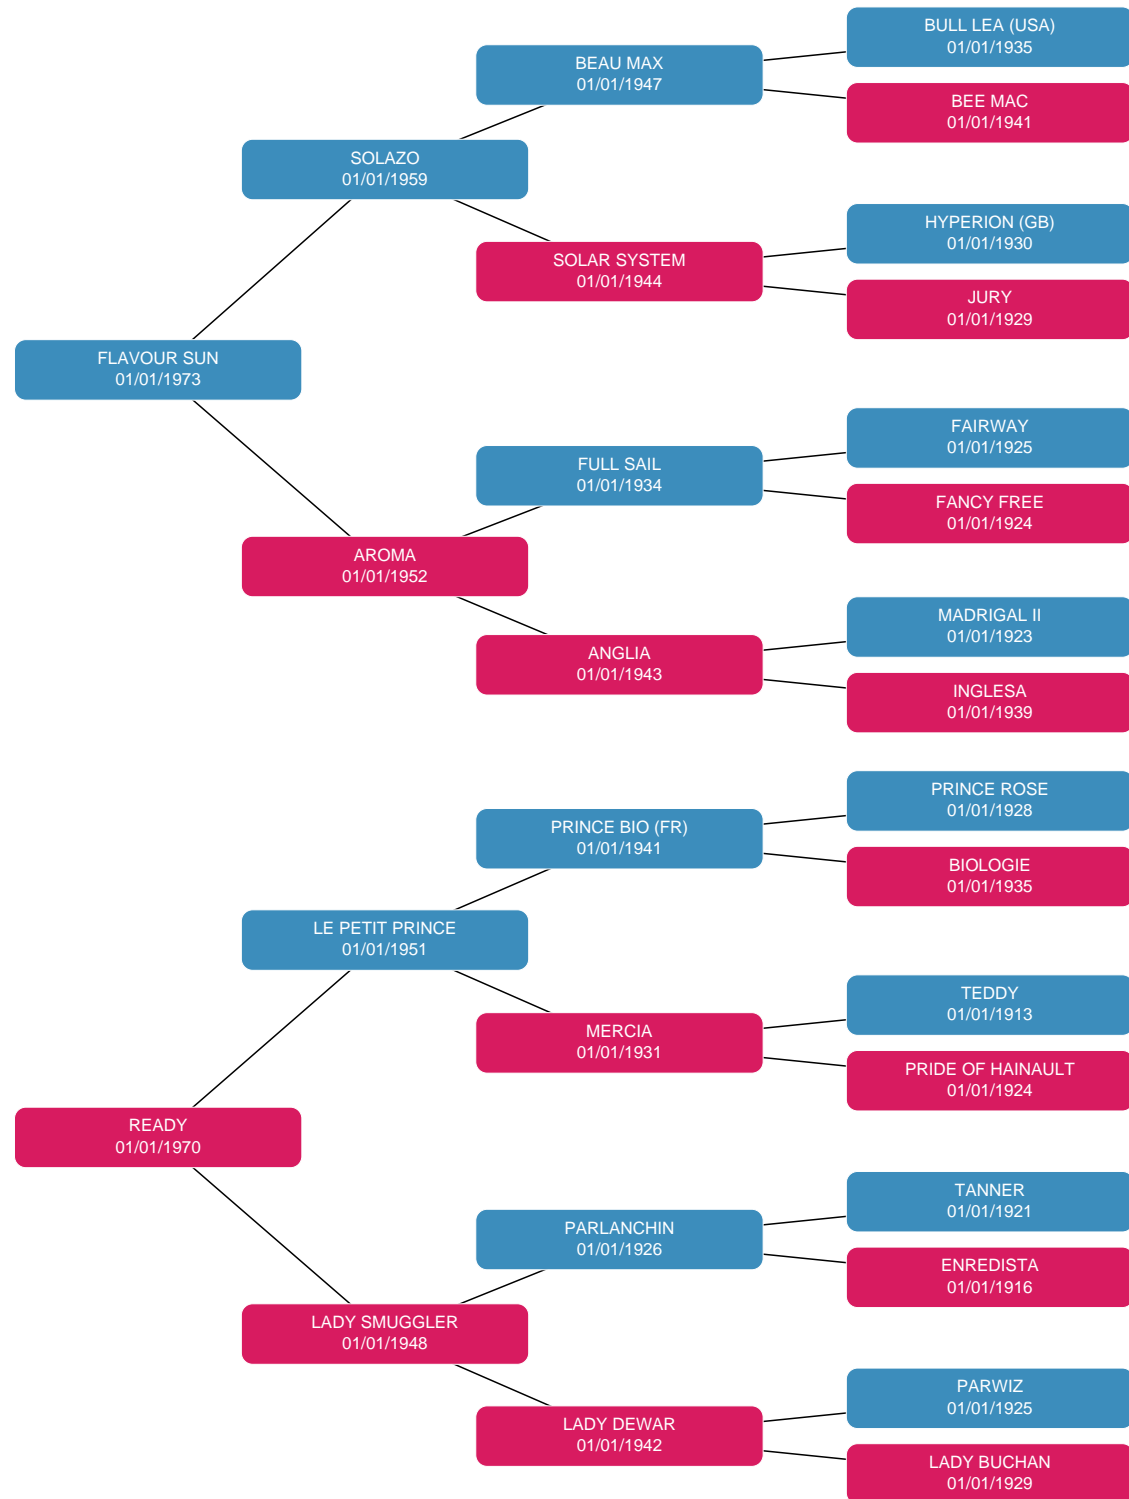 BULL LEA (USA)
01/01/1935
BEAU MAX
01/01/1947
BEE MAC
01/01/1941
SOLAZO
01/01/1959
HYPERION (GB)
01/01/1930
SOLAR SYSTEM
01/01/1944
JURY
01/01/1929
FLAVOUR SUN
01/01/1973
FAIRWAY
01/01/1925
FULL SAIL
01/01/1934
FANCY FREE
01/01/1924
AROMA
01/01/1952
MADRIGAL II
01/01/1923
ANGLIA
01/01/1943
INGLESA
01/01/1939
PRINCE ROSE
01/01/1928
PRINCE BIO (FR)
01/01/1941
BIOLOGIE
01/01/1935
LE PETIT PRINCE
01/01/1951
TEDDY
01/01/1913
MERCIA
01/01/1931
PRIDE OF HAINAULT
01/01/1924
READY
01/01/1970
TANNER
01/01/1921
PARLANCHIN
01/01/1926
ENREDISTA
01/01/1916
LADY SMUGGLER
01/01/1948
PARWIZ
01/01/1925
LADY DEWAR
01/01/1942
LADY BUCHAN
01/01/1929